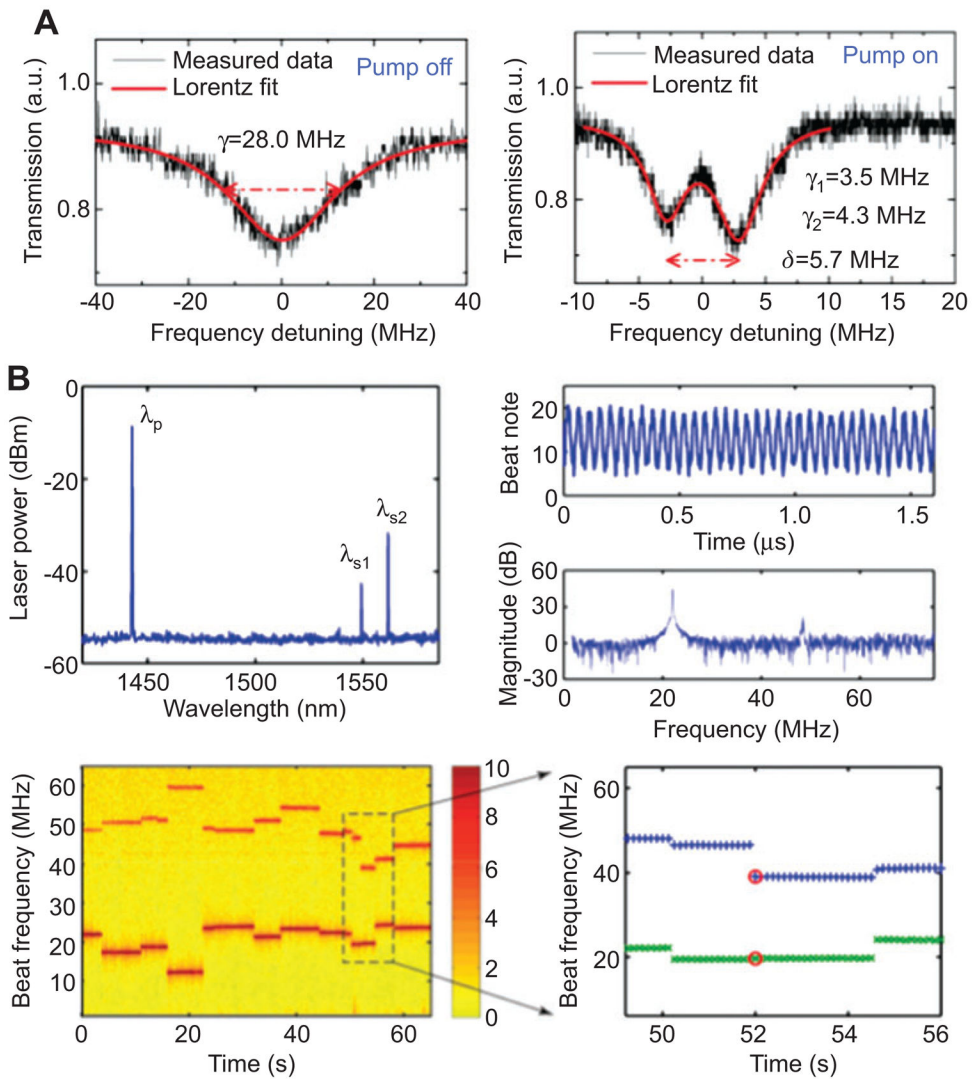 A
Measured data
Lorentz fit
Pump off
γ=28.0 MHz
Transmission (a.u.)
1.0
0.8
-40 -20 0 20 40
Frequency detuning (MHz)
Measured data
Lorentz fit
Pump on
γ1=3.5 MHz
γ2=4.3 MHz
δ=5.7 MHz
Transmission (a.u.)
1.0
0.8
-10 -5 0 5 10 15 20
Frequency detuning (MHz)
B
Laser power (dBm)
0
-20
-40
-60
λp
λs1
λs2
1450 1500 1550
Wavelength (nm)
Beat note
20
10
0
0 0.5 1.0 1.5
Time (μs)
Magnitude (dB)
60
30
0
-30
0 20 40 60
Frequency (MHz)
Beat frequency (MHz)
60
50
40
30
20
10
0 20 40 60
Time (s)
10
8
6
4
2
0
Beat frequency (MHz)
60
40
20
50 52 54 56
Time (s)